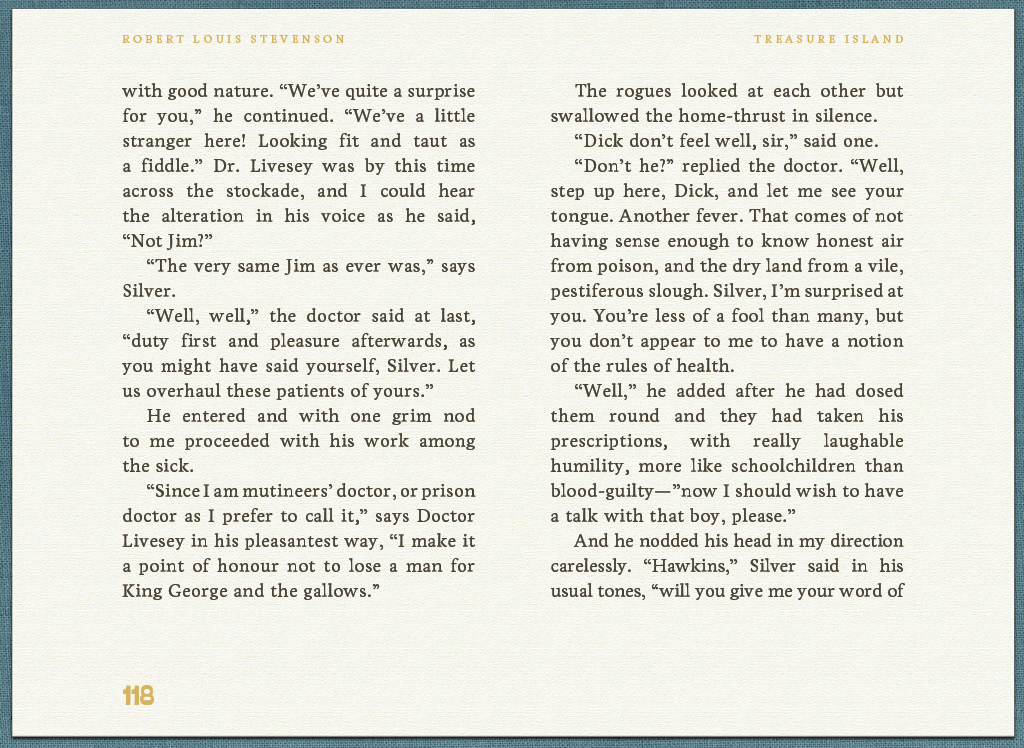 ROBERT LOUIS STEVENSON
TREASURE ISLAND
with good nature. “We’ve quite a surprise
for you,” he continued. “We’ve a little
stranger here! Looking fit and taut as
a fiddle.” Dr. Livesey was by this time
across the stockade, and I could hear
the alteration in his voice as he said,
“Not Jim?”
“The very same Jim as ever was,” says
Silver.
“Well, well,” the doctor said at last,
“duty first and pleasure afterwards, as
you might have said yourself, Silver. Let
us overhaul these patients of yours.”
He entered and with one grim nod
to me proceeded with his work among
the sick.
“Since I am mutineers’ doctor, or prison
doctor as I prefer to call it,” says Doctor
Livesey in his pleasantest way, “I make it
a point of honour not to lose a man for
King George and the gallows.”
The rogues looked at each other but
swallowed the home-thrust in silence.
“Dick don’t feel well, sir,” said one.
“Don’t he?” replied the doctor. “Well,
step up here, Dick, and let me see your
tongue. Another fever. That comes of not
having sense enough to know honest air
from poison, and the dry land from a vile,
pestiferous slough. Silver, I’m surprised at
you. You’re less of a fool than many, but
you don’t appear to me to have a notion
of the rules of health.
“Well,” he added after he had dosed
them round and they had taken his
prescriptions, with really laughable
humility, more like schoolchildren than
blood-guilty—”now I should wish to have
a talk with that boy, please.”
And he nodded his head in my direction
carelessly. “Hawkins,” Silver said in his
usual tones, “will you give me your word of
118